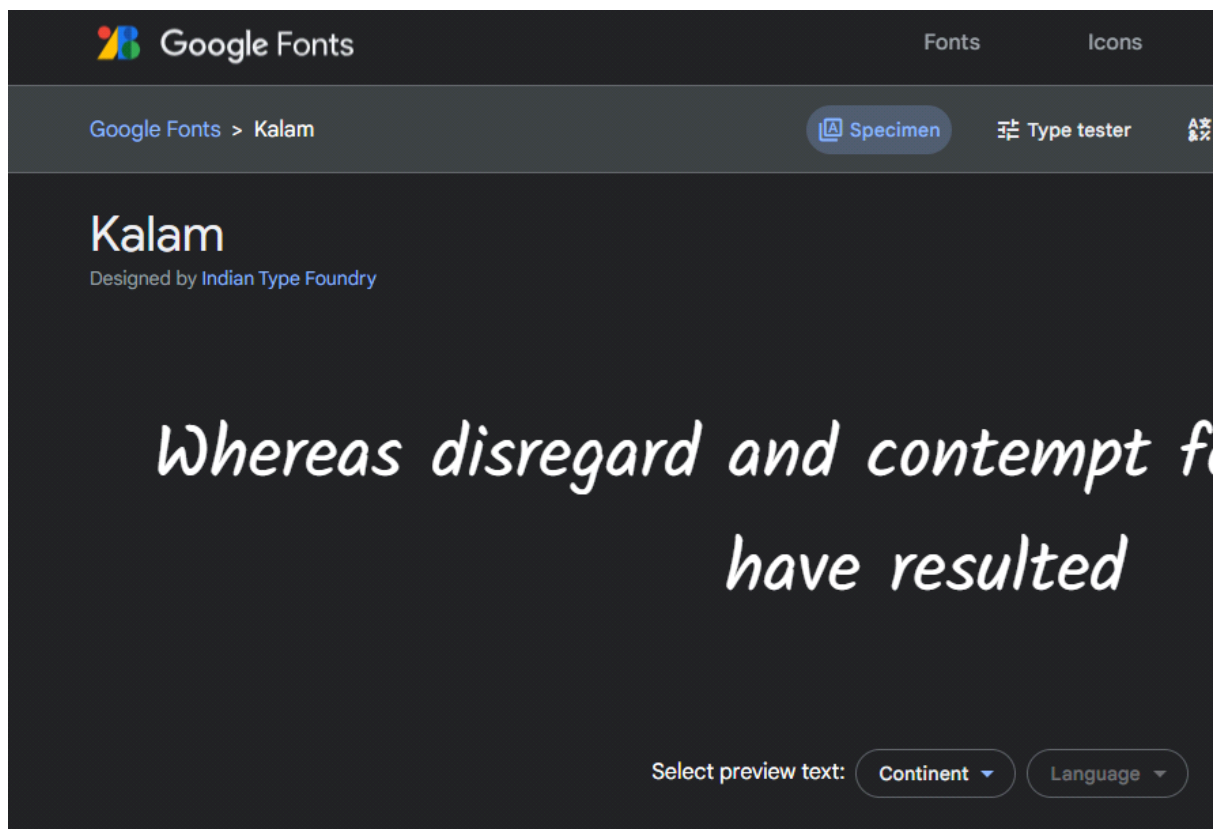 Google Fonts
Fonts
Icons
Google Fonts > Kalam
Specimen
Type tester
Kalam
Designed by Indian Type Foundry
Whereas disregard and contempt
have resulted
Select preview text:
Continent
Language